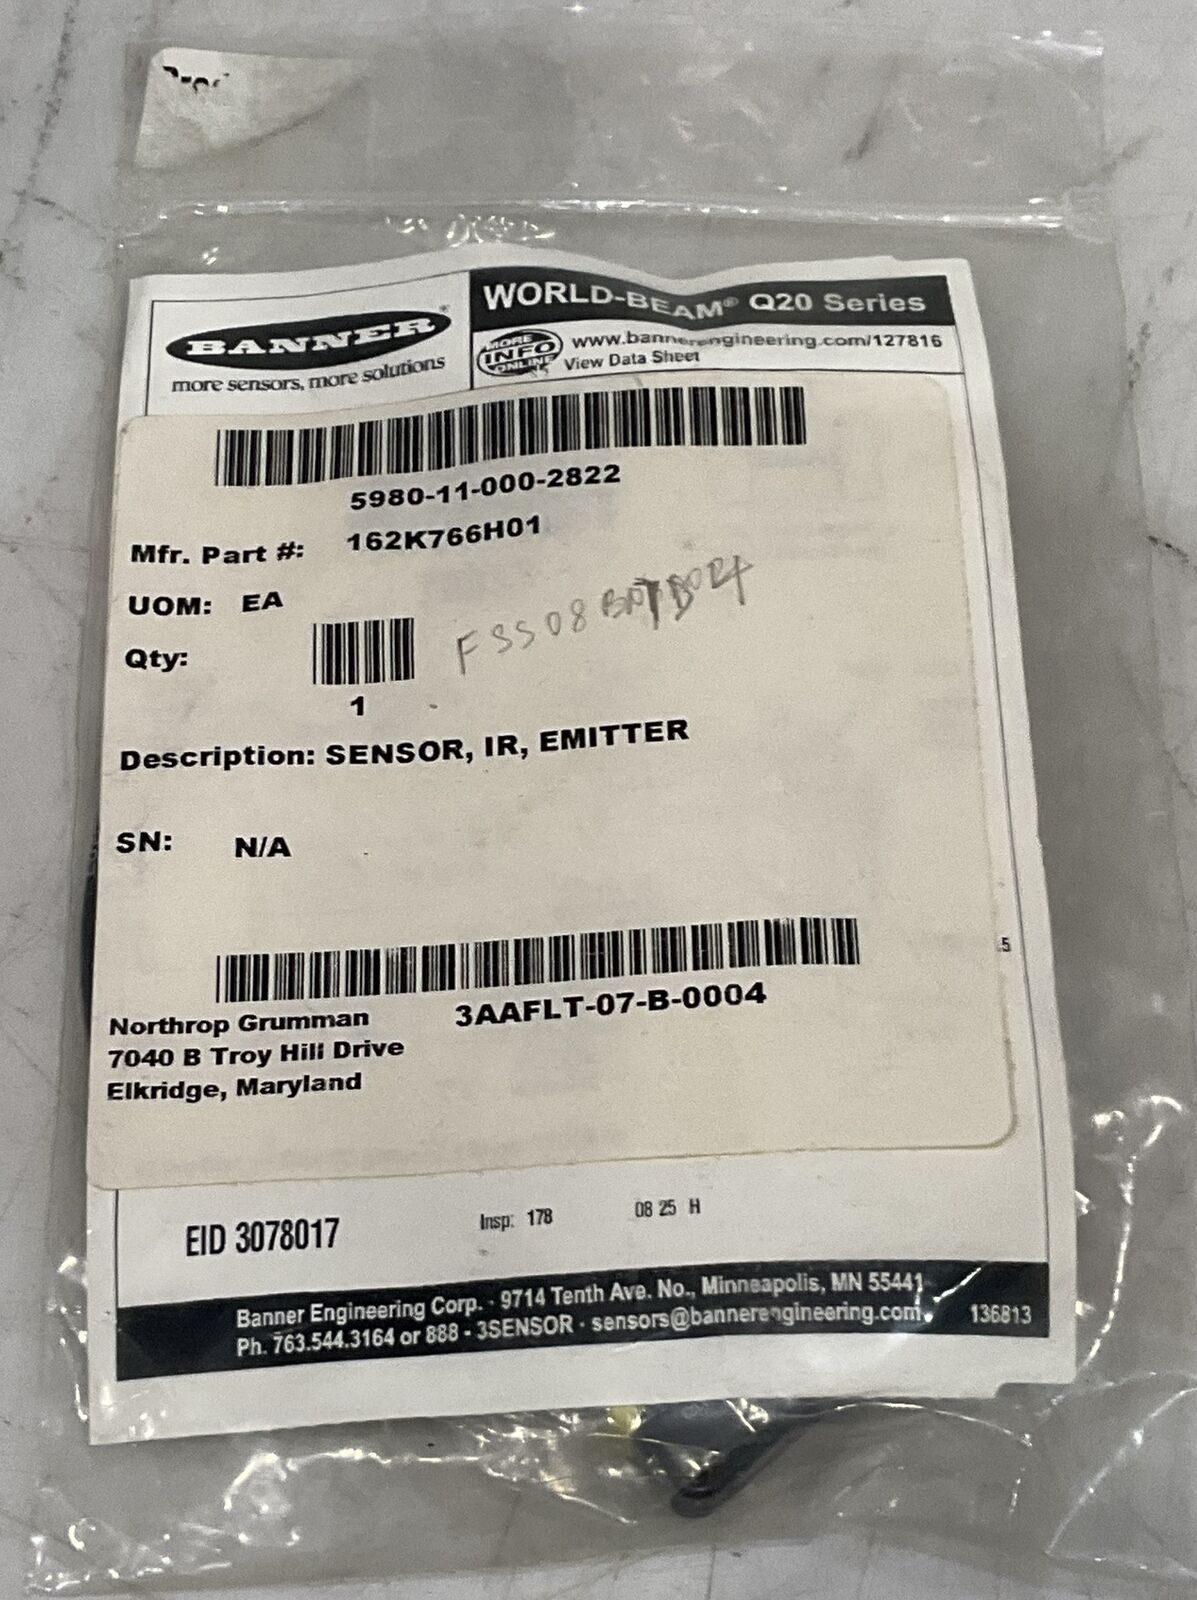 BANNER®
more sensors, more solutions
WORLD-BEAM® Q20 Series
MORE INFO ONLINE
www.bannerengineering.com/127816
View Data Sheet
5980-11-000-2822
Mfr. Part #: 162K766H01
UOM: EA
Qty:
1
Description: SENSOR, IR, EMITTER
SN: N/A
.5
3AAFLT-07-B-0004
Northrop Grumman
7040 B Troy Hill Drive
Elkridge, Maryland
EID 3078017
Insp: 178
08 25 H
Banner Engineering Corp. · 9714 Tenth Ave. No., Minneapolis, MN 55441
Ph. 763.544.3164 or 888 - 3SENSOR · sensors@bannerengineering.com
136813